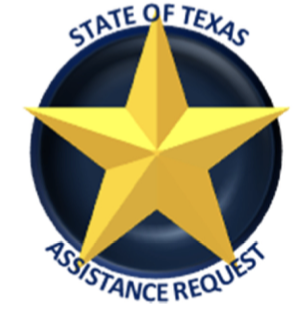 STATE OF TEXAS
ASSISTANCE REQUEST